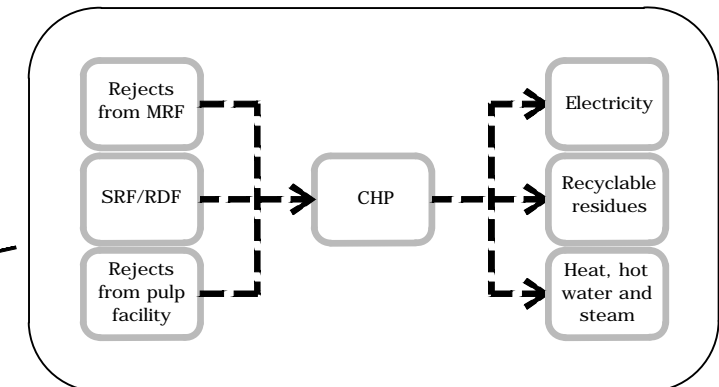 Rejects
from MRF
SRF/RDF
Rejects
from pulp
facility
CHP
Electricity
Recyclable
residues
Heat, hot
water and
steam